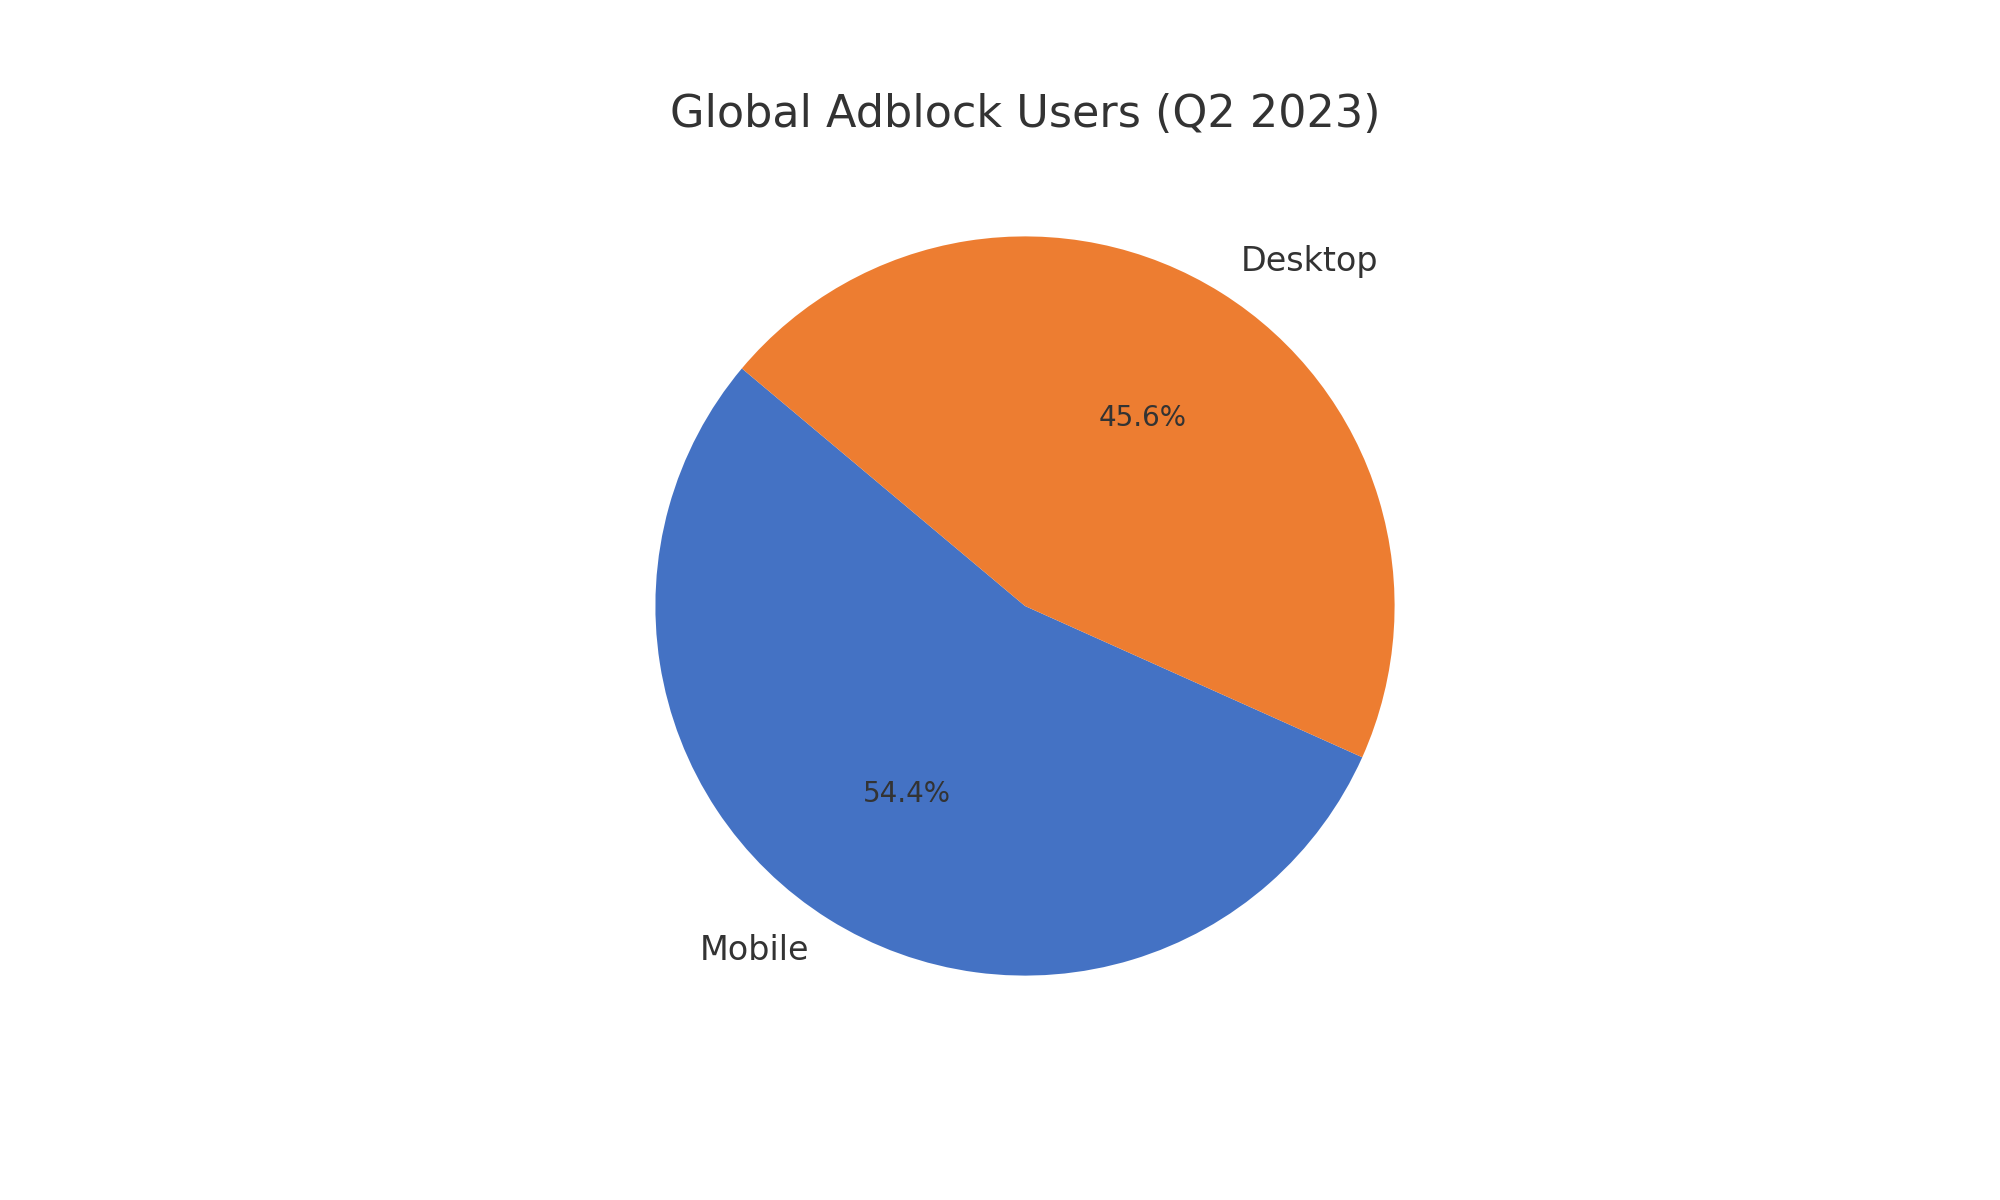 Global Adblock Users (Q2 2023)
Desktop
45.6%
54.4%
Mobile